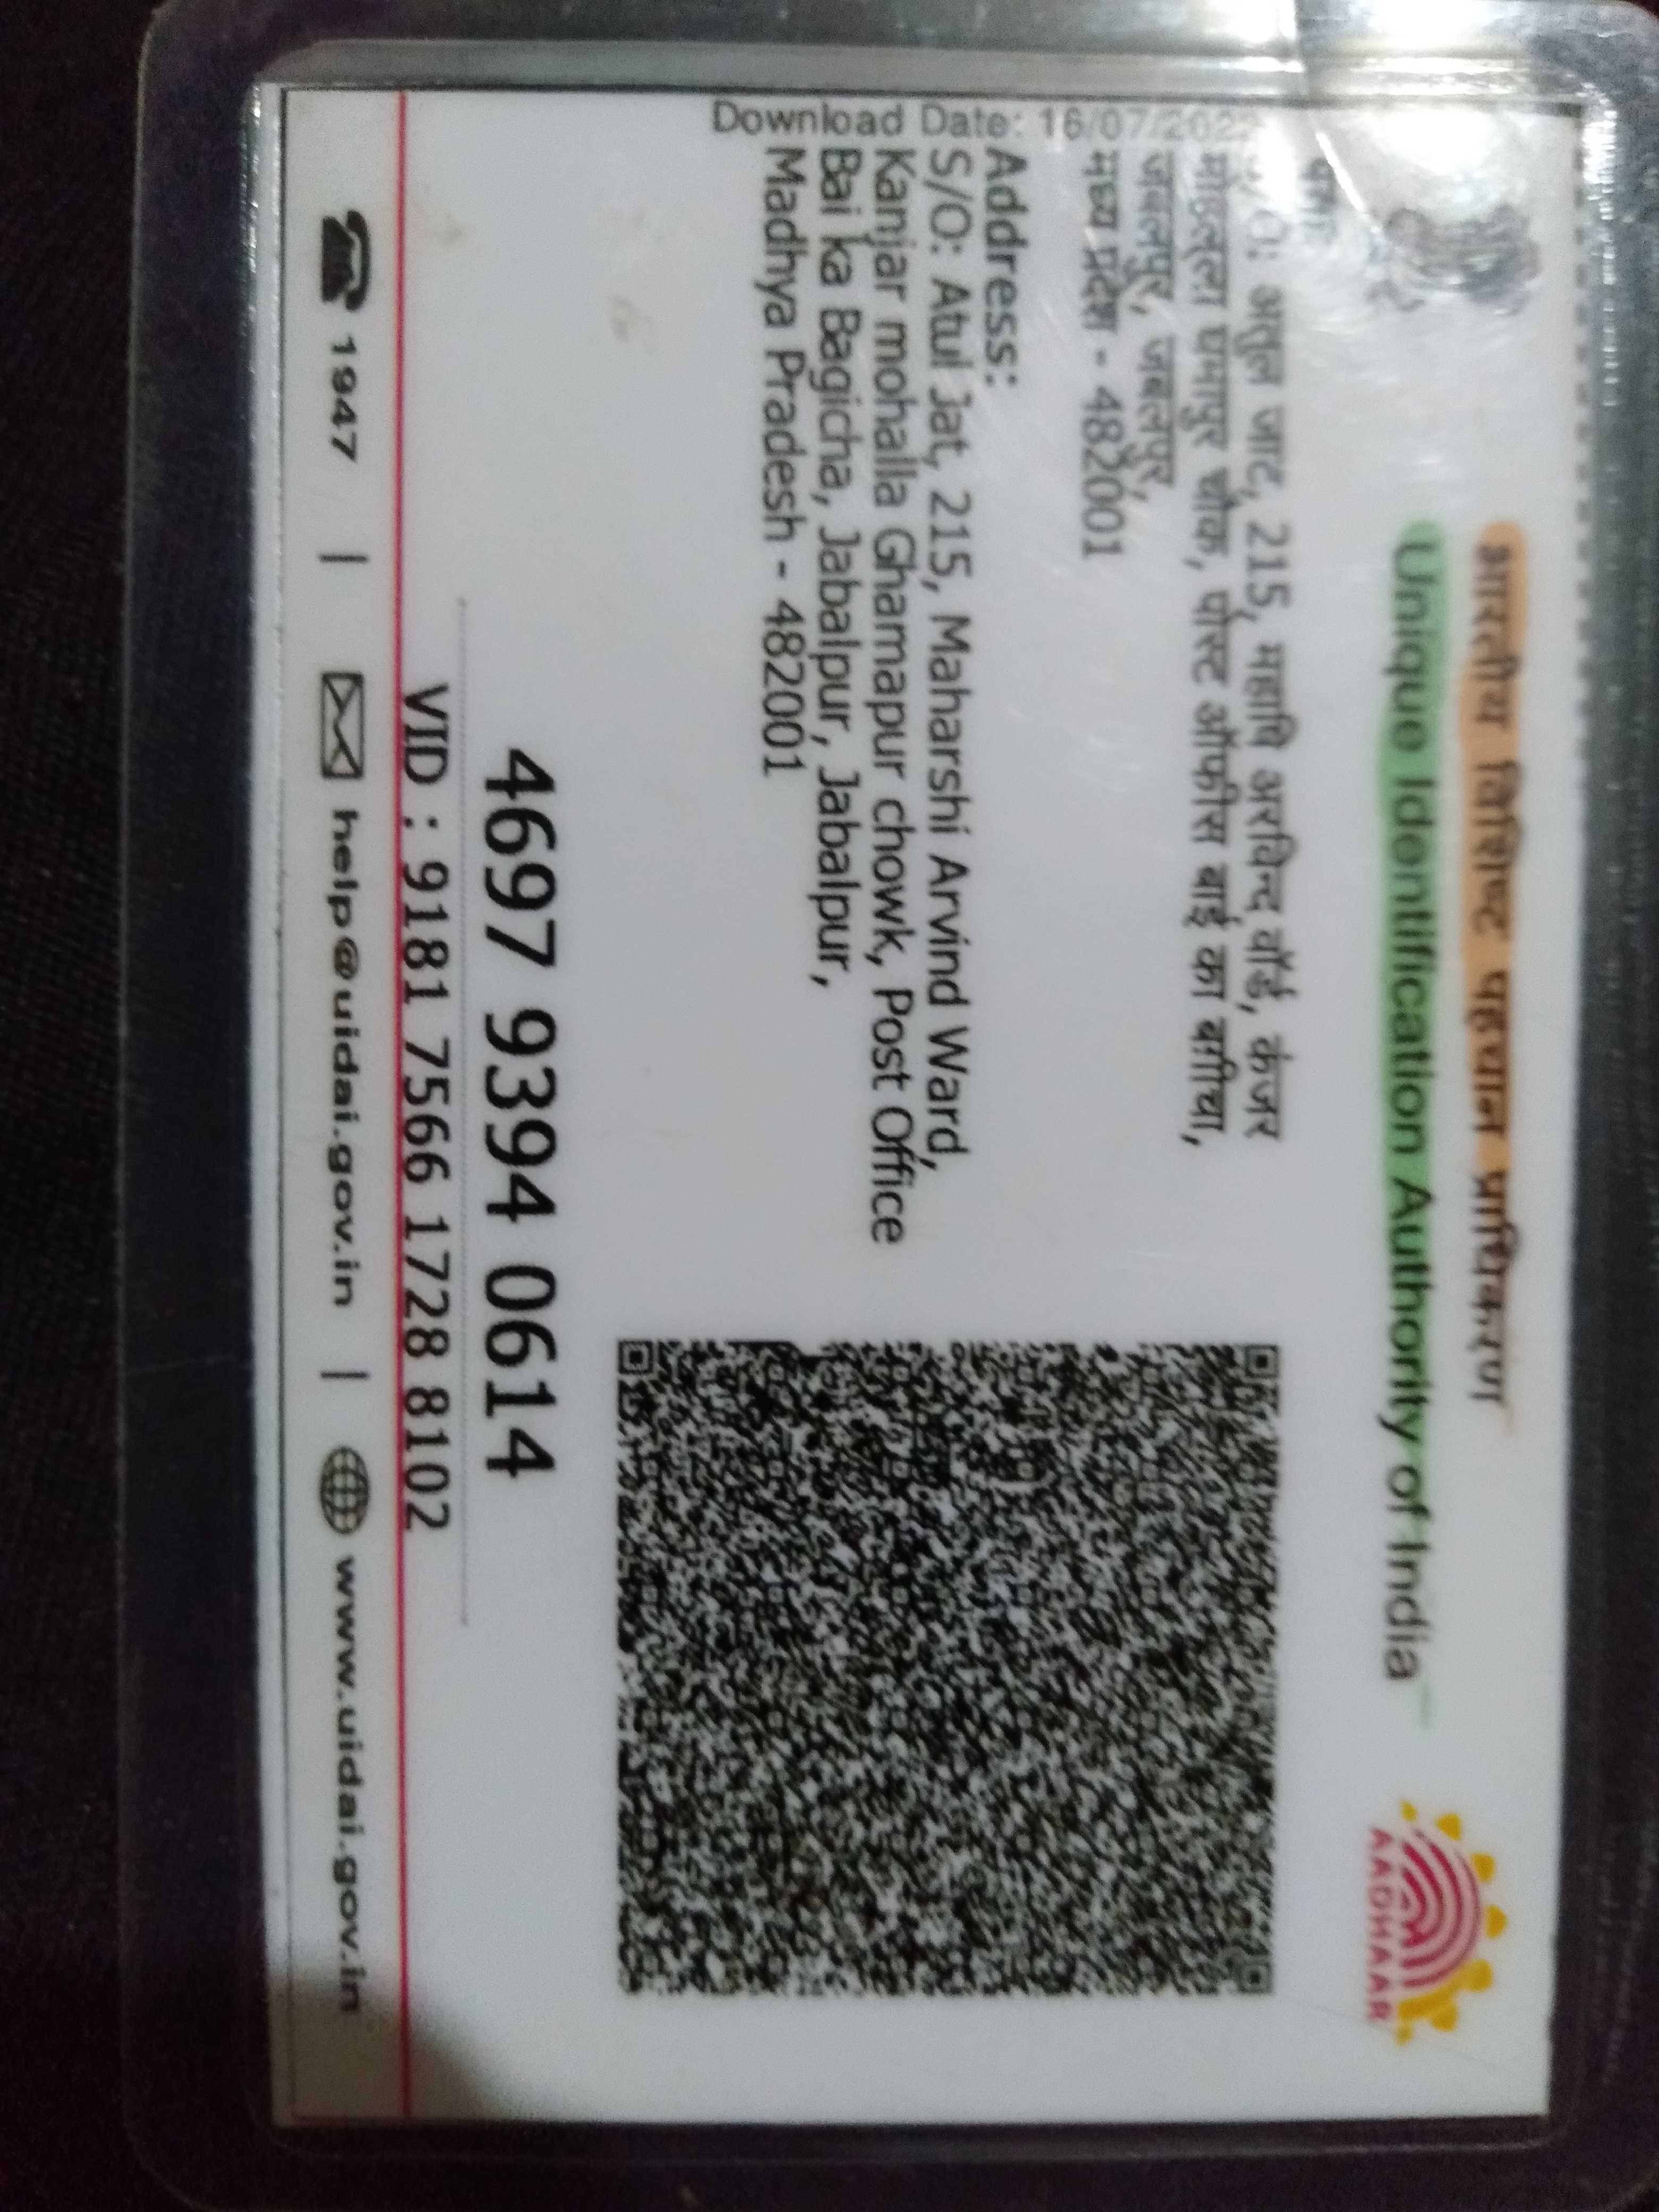 भारतीय विशिष्ट पहचान प्राधिकरण
Unique Identification Authority of India
AADHAAR
पता:
S/O: अतुल जाट, 215, महार्षि अरविन्द वॉर्ड, कंजर
मोहल्ला घमापुर चौक, पोस्ट ऑफीस बाई का बगीचा,
जबलपुर, जबलपुर,
मध्य प्रदेश - 482001
Address:
S/O: Atul Jat, 215, Maharshi Arvind Ward,
Kanjar mohalla Ghamapur chowk, Post Office
Bai ka Bagicha, Jabalpur, Jabalpur,
Madhya Pradesh - 482001
Download Date: 16/07/2022
4697 9394 0614
VID : 9181 7566 1728 8102
1947 | help@uidai.gov.in | www.uidai.gov.in